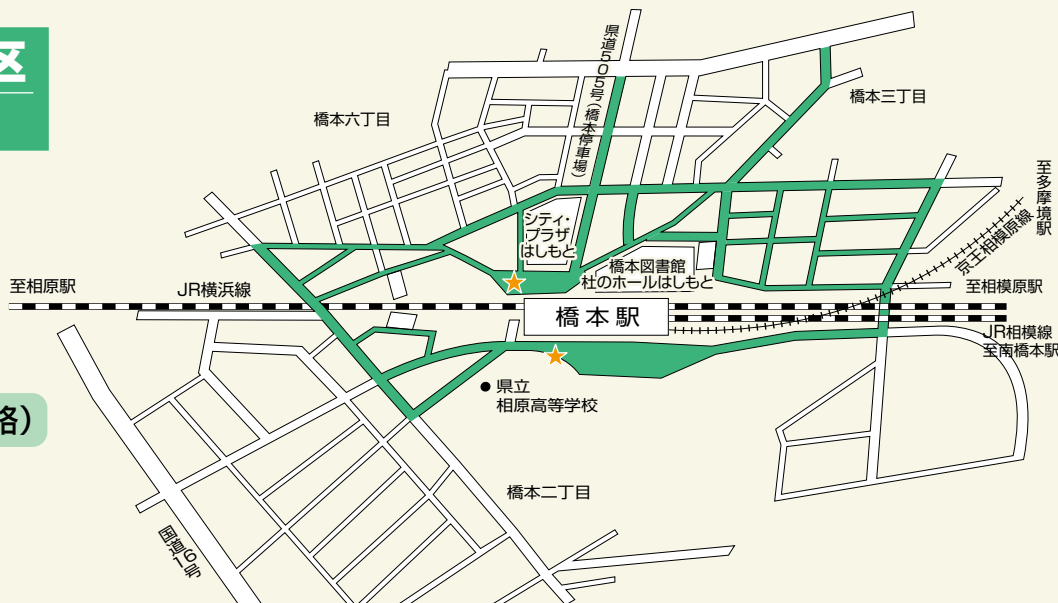 区
橋本六丁目
県道505号(橋本停車場)
橋本三丁目
至多摩境駅
シティ・
プラザ
はしもと
橋本図書館
杜のホールはしもと
京王相模原線
至相原駅
JR横浜線
至相模原駅
橋本駅
JR相模線
至南橋本駅
県立
相原高等学校
橋本二丁目
国道16号